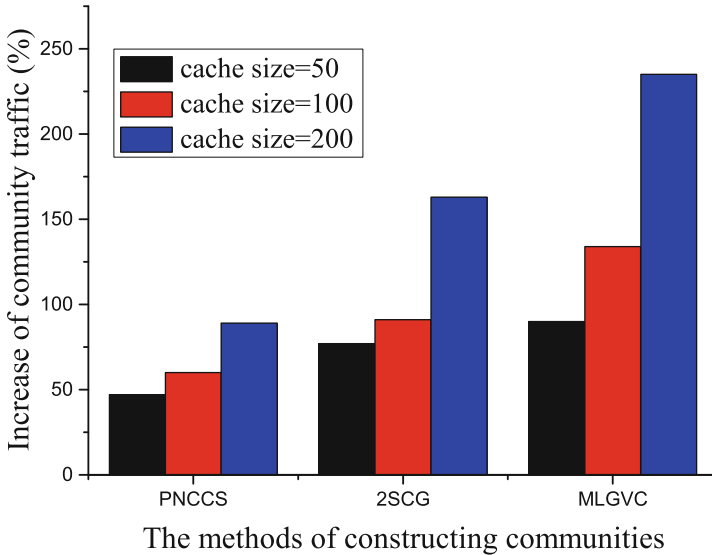 Increase of community traffic (%)
250
200
150
100
50
0
cache size=50
cache size=100
cache size=200
PNCCS 2SCG MLGVC
The methods of constructing communities